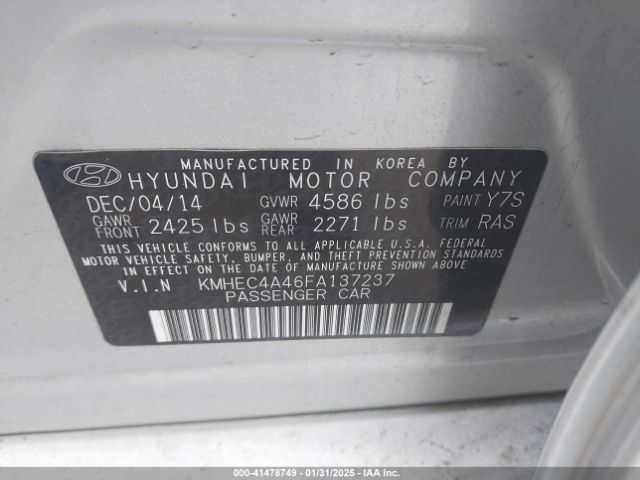 MANUFACTURED IN KOREA BY
HYUNDAI MOTOR COMPANY
DEC/04/14 GVWR 4586 lbs PAINT Y7S
GAWR FRONT 2425 lbs GAWR REAR 2271 lbs TRIM RAS
THIS VEHICLE CONFORMS TO ALL APPLICABLE U.S.A. FEDERAL
MOTOR VEHICLE SAFETY, BUMPER, AND THEFT PREVENTION STANDARDS
IN EFFECT ON THE DATE OF MANUFACTURE SHOWN ABOVE.
V.I.N KMHEC4A46FA137237
PASSENGER CAR
000-41478749 - 01/31/2025 - IAA Inc.